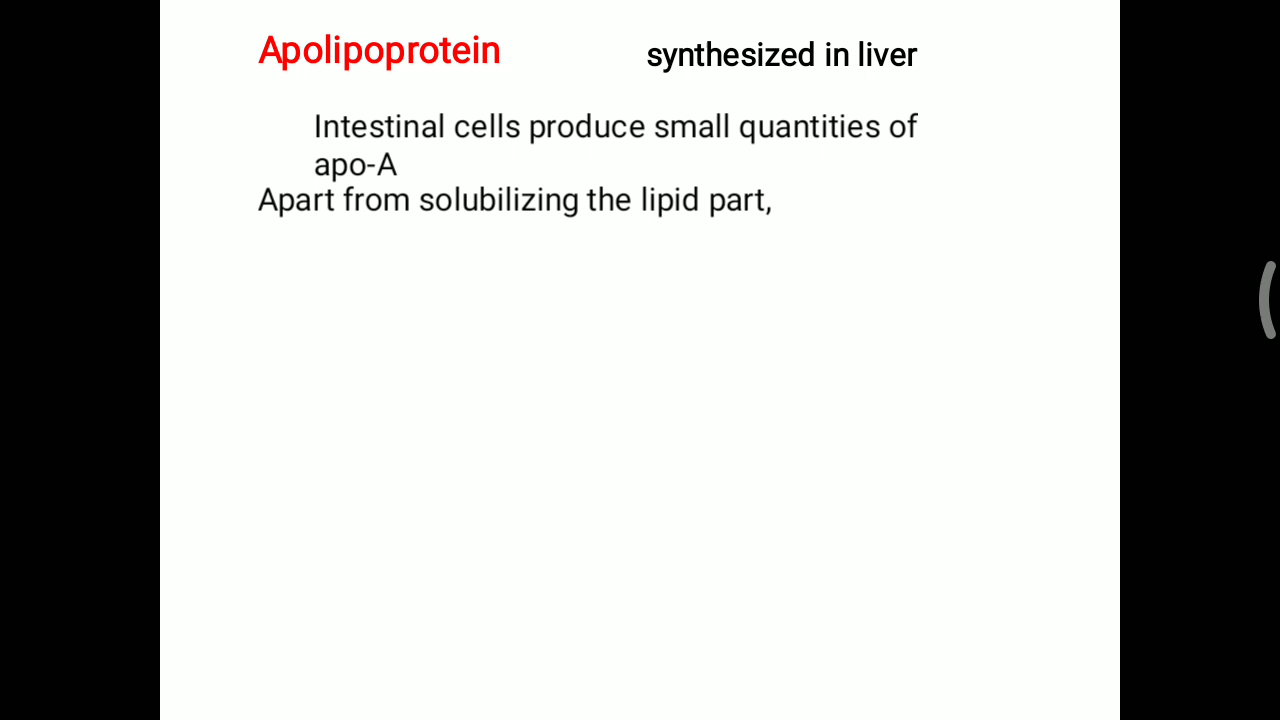 Apolipoprotein synthesized in liver
Intestinal cells produce small quantities of
apo-A
Apart from solubilizing the lipid part,